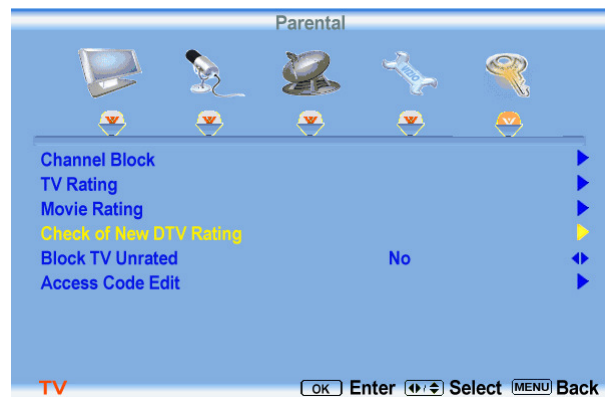 Parental
Channel Block
TV Rating
Movie Rating
Check of New DTV Rating
Block TV Unrated No
Access Code Edit
TV OK Enter Select MENU Back